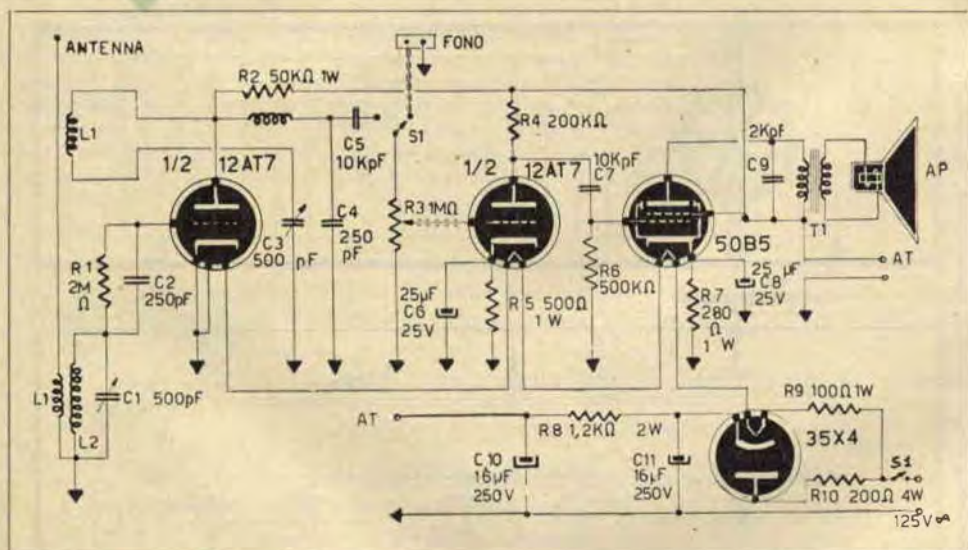 ANTENNA
FONO
R2 50KΩ 1W
L1
C5
10KpF
S1
R4 200KΩ
2KpF
C9
AP
1/2 12AT7
R3 1MΩ
1/2 12AT7
10KpF
C7
T1
C3
500 pF
C4
250
pF
50B5
AT
R1
2M
Ω
C2
250pF
25µF
C6
25V
R5 500Ω
1W
R6
500KΩ
R7
280
Ω
1 W
25 µF
C8
25V
L1
L2
C1 500pF
AT
R8 1,2KΩ 2W
R9 100Ω 1W
35X4
C10
16µF
250V
C11
16µF
250V
S1
R10 200Ω 4W
125V∾